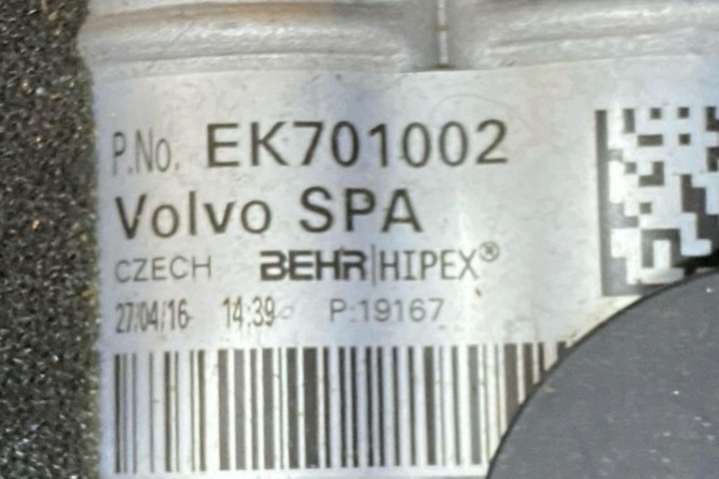 P.No. EK701002
Volvo SPA
CZECH BEHR|HIPEX®
27/04/16 14:39 P:19167